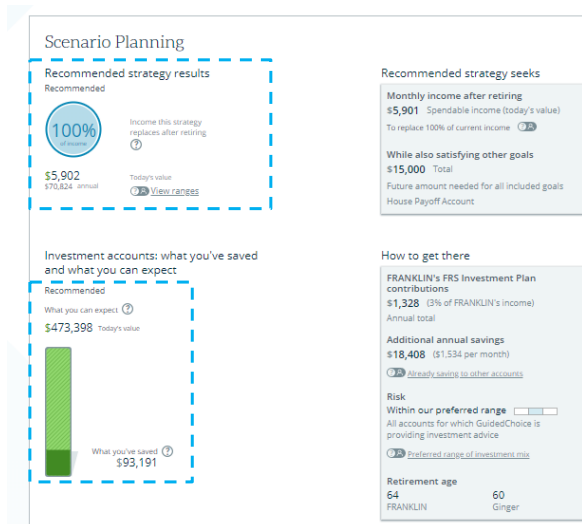 Scenario Planning
Recommended strategy results
Recommended
100%
of income
Income this strategy
replaces after retiring
?
$5,902
$70,824 annual
Today's value
View ranges
Recommended strategy seeks
Monthly income after retiring
$5,901 Spendable income (today's value)
To replace 100% of current income
While also satisfying other goals
$15,000 Total
Future amount needed for all included goals
House Payoff Account
Investment accounts: what you've saved
and what you can expect
Recommended
What you can expect ?
$473,398 Today's value
What you've saved ?
$93,191
How to get there
FRANKLIN's FRS Investment Plan
contributions
$1,328 (3% of FRANKLIN's income)
Annual total
Additional annual savings
$18,408 ($1,534 per month)
Already saving to other accounts
Risk
Within our preferred range
All accounts for which GuidedChoice is
providing investment advice
Preferred range of investment mix
Retirement age
64 60
FRANKLIN Ginger